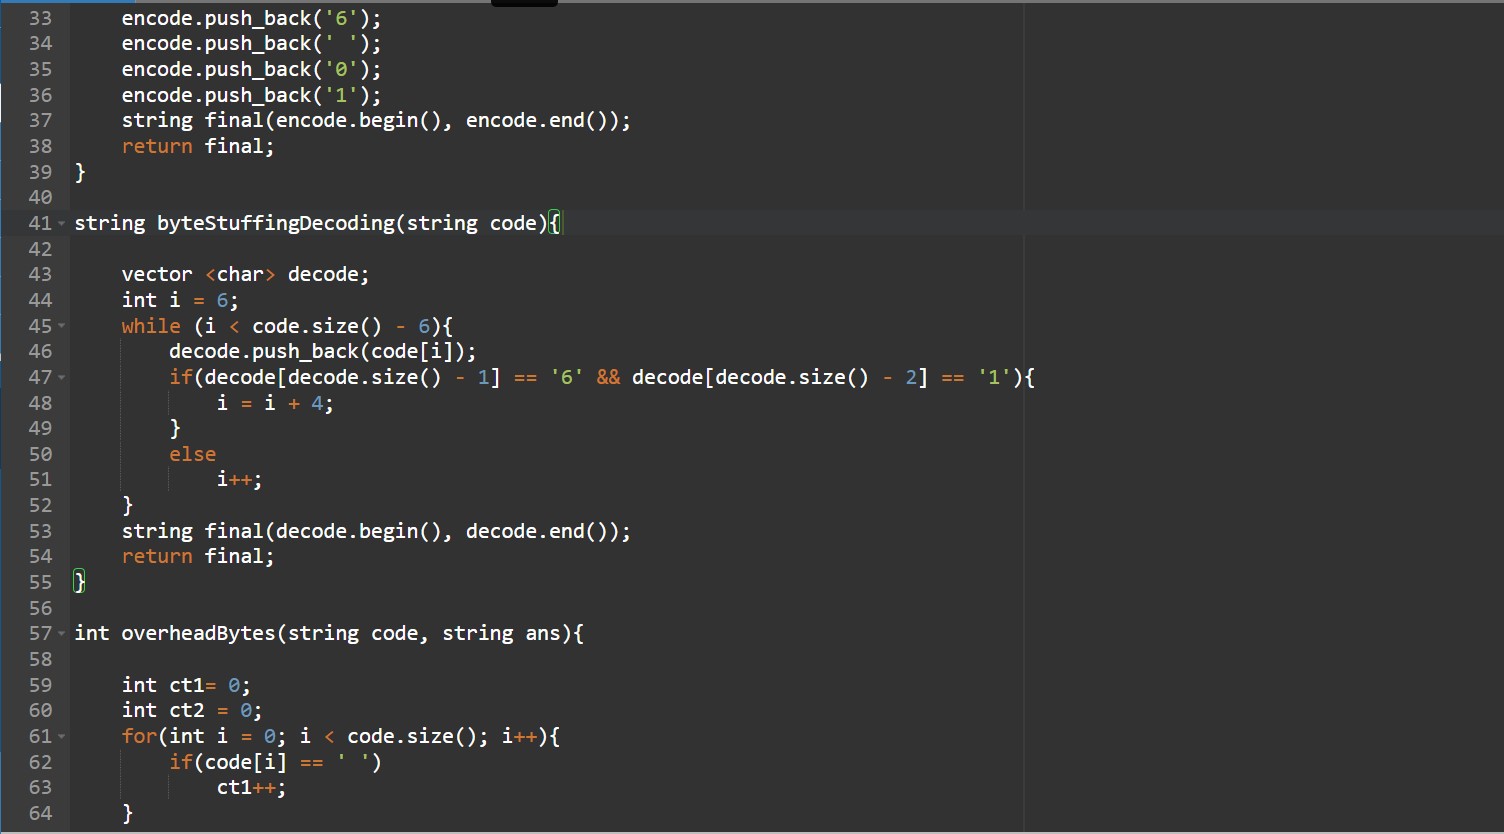 33 encode.push_back('6');
34 encode.push_back(' ');
35 encode.push_back('0');
36 encode.push_back('1');
37 string final(encode.begin(), encode.end());
38 return final;
39 }
40
41 string byteStuffingDecoding(string code){
42
43 vector <char> decode;
44 int i = 6;
45 while (i < code.size() - 6){
46 decode.push_back(code[i]);
47 if(decode[decode.size() - 1] == '6' && decode[decode.size() - 2] == '1'){
48 i = i + 4;
49 }
50 else
51 i++;
52 }
53 string final(decode.begin(), decode.end());
54 return final;
55 }
56
57 int overheadBytes(string code, string ans){
58
59 int ct1= 0;
60 int ct2 = 0;
61 for(int i = 0; i < code.size(); i++){
62 if(code[i] == ' ')
63 ct1++;
64 }